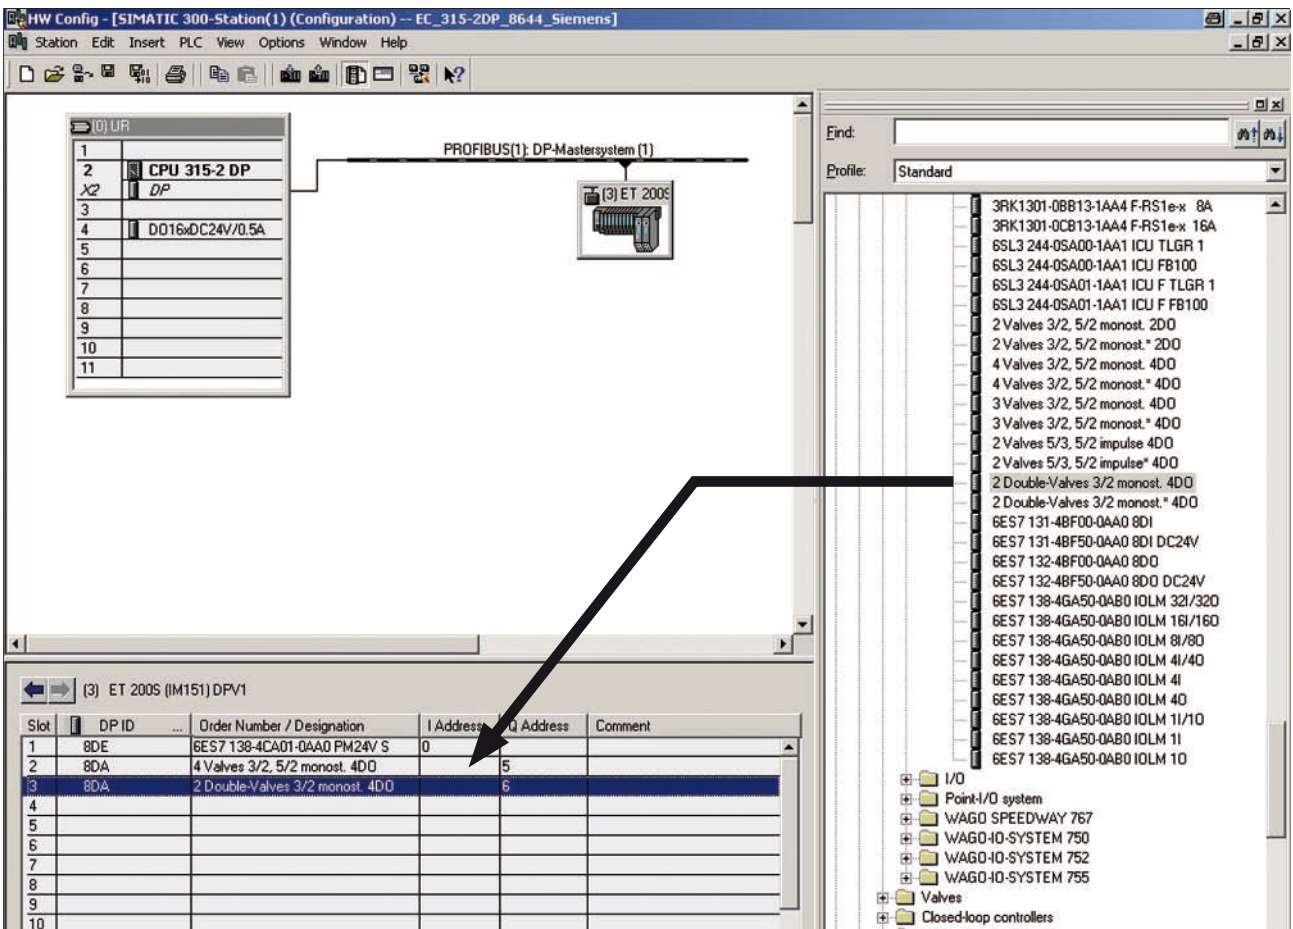 HW Config - [SIMATIC 300-Station(1) (Configuration) -- EC_315-2DP_8644_Siemens]
Station Edit Insert PLC View Options Window Help
(0) UR
1
2 CPU 315-2 DP
X2 DP
3
4 DO16xDC24V/0.5A
5
6
7
8
9
10
11
PROFIBUS(1): DP-Mastersystem (1)
(3) ET 200S
Find:
Profile: Standard
3RK1301-0BB13-1AA4 F-RS1e-x 8A
3RK1301-0CB13-1AA4 F-RS1e-x 16A
6SL3 244-0SA00-1AA1 ICU TLGR 1
6SL3 244-0SA00-1AA1 ICU FB100
6SL3 244-0SA01-1AA1 ICU F TLGR 1
6SL3 244-0SA01-1AA1 ICU F FB100
2 Valves 3/2, 5/2 monost. 2DO
2 Valves 3/2, 5/2 monost.* 2DO
4 Valves 3/2, 5/2 monost. 4DO
4 Valves 3/2, 5/2 monost.* 4DO
3 Valves 3/2, 5/2 monost. 4DO
3 Valves 3/2, 5/2 monost.* 4DO
2 Valves 5/3, 5/2 impulse 4DO
2 Valves 5/3, 5/2 impulse* 4DO
2 Double-Valves 3/2 monost. 4DO
2 Double-Valves 3/2 monost.* 4DO
6ES7 131-4BF00-0AA0 8DI
6ES7 131-4BF50-0AA0 8DI DC24V
6ES7 132-4BF00-0AA0 8DO
6ES7 132-4BF50-0AA0 8DO DC24V
6ES7 138-4GA50-0AB0 IOLM 32I/32O
6ES7 138-4GA50-0AB0 IOLM 16I/16O
6ES7 138-4GA50-0AB0 IOLM 8I/8O
6ES7 138-4GA50-0AB0 IOLM 4I/4O
6ES7 138-4GA50-0AB0 IOLM 4I
6ES7 138-4GA50-0AB0 IOLM 4O
6ES7 138-4GA50-0AB0 IOLM 1I/1O
6ES7 138-4GA50-0AB0 IOLM 1I
6ES7 138-4GA50-0AB0 IOLM 1O
I/O
Point-I/O system
WAGO SPEEDWAY 767
WAGO-IO-SYSTEM 750
WAGO-IO-SYSTEM 752
WAGO-IO-SYSTEM 755
Valves
Closed-loop controllers
(3) ET 200S (IM151) DPV1
Slot DP ID ... Order Number / Designation I Address Q Address Comment
1 8DE 6ES7 138-4CA01-0AA0 PM24V S 0
2 8DA 4 Valves 3/2, 5/2 monost. 4DO 5
3 8DA 2 Double-Valves 3/2 monost. 4DO 6
4
5
6
7
8
9
10